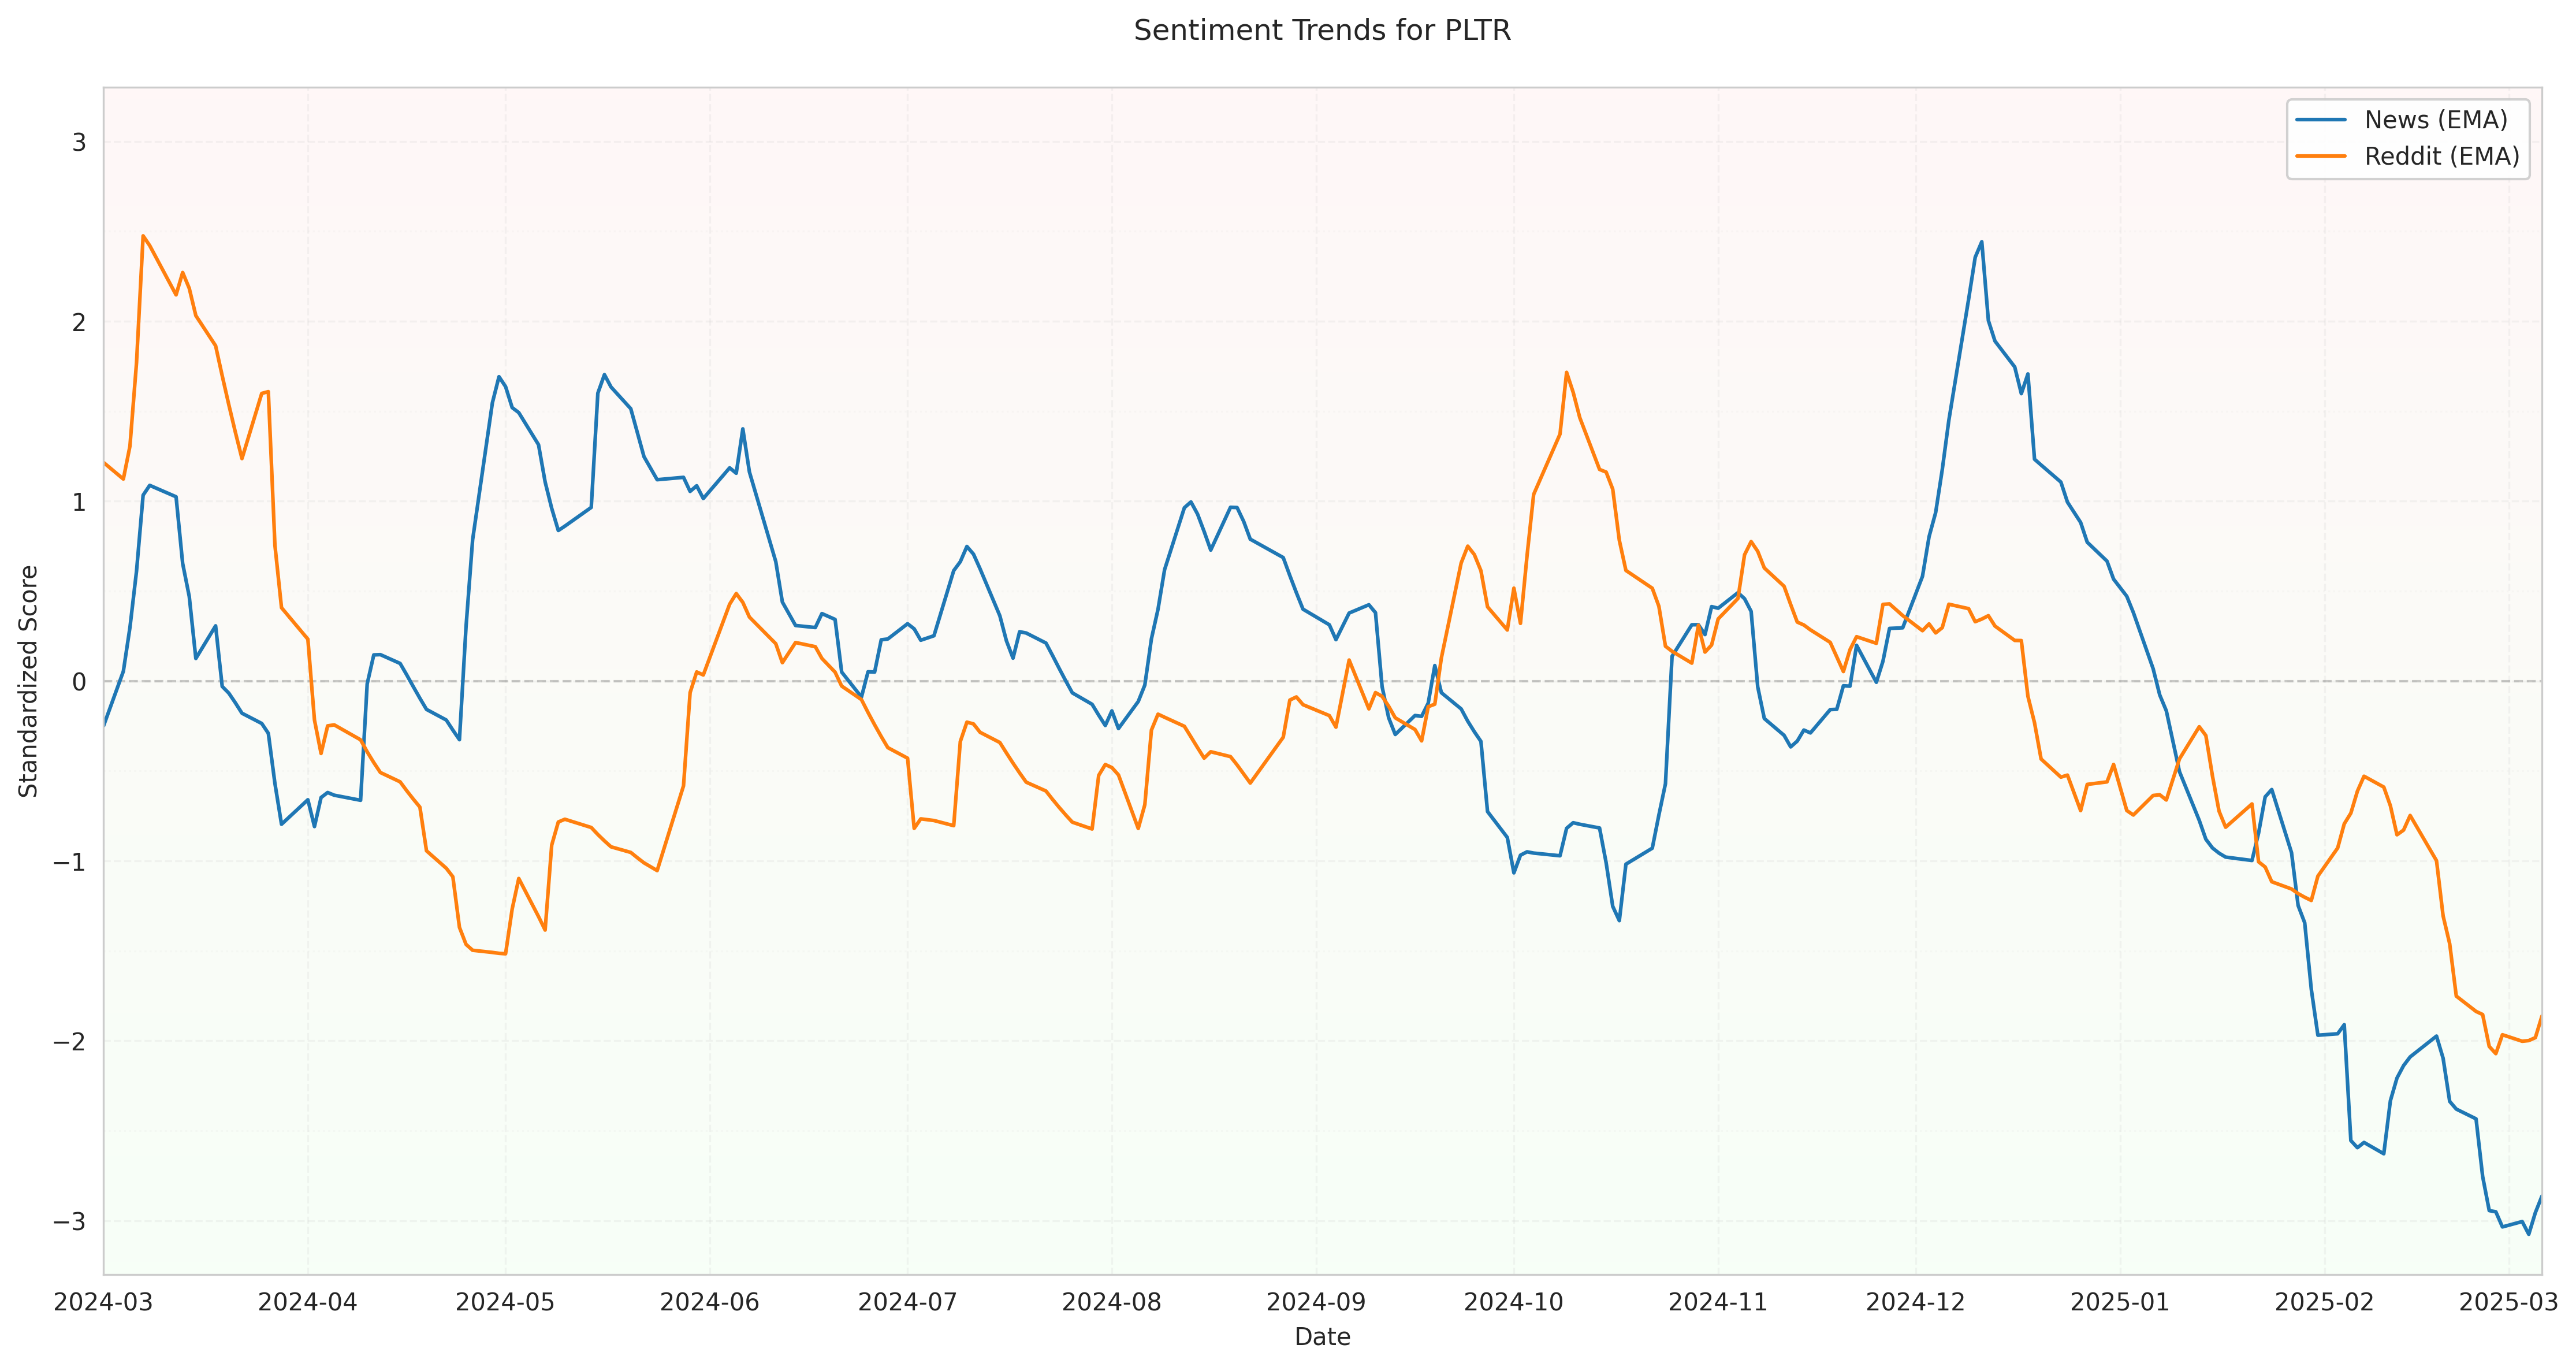 Sentiment Trends for PLTR
News (EMA)
Reddit (EMA)
Standardized Score
3
2
1
0
−1
−2
−3
2024-03 2024-04 2024-05 2024-06 2024-07 2024-08 2024-09 2024-10 2024-11 2024-12 2025-01 2025-02 2025-03
Date